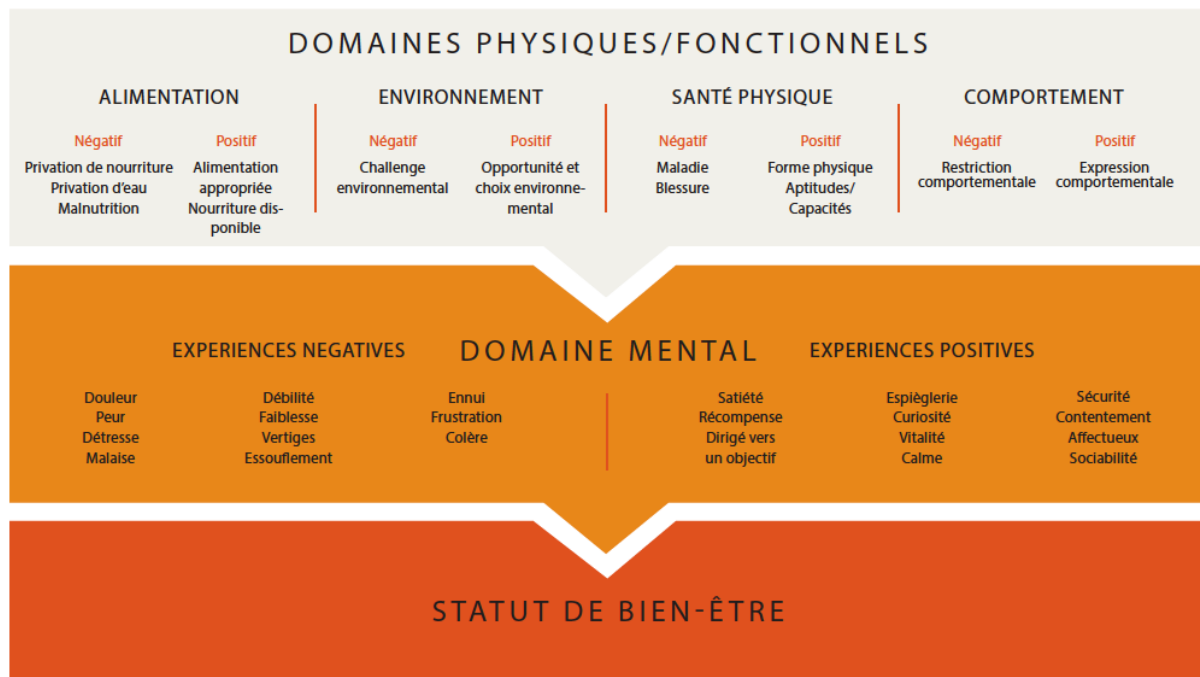 DOMAINES PHYSIQUES/FONCTIONNELS
ALIMENTATION
Négatif
Privation de nourriture
Privation d'eau
Malnutrition
Positif
Alimentation
appropriée
Nourriture dis-
ponible
ENVIRONNEMENT
Négatif
Challenge
environnemental
Positif
Opportunité et
choix environne-
mental
SANTÉ PHYSIQUE
Négatif
Maladie
Blessure
Positif
Forme physique
Aptitudes/
Capacités
COMPORTEMENT
Négatif
Restriction
comportementale
Positif
Expression
comportementale
DOMAINE MENTAL
EXPERIENCES NEGATIVES
Douleur
Peur
Détresse
Malaise
Débilité
Faiblesse
Vertiges
Essouflement
Ennui
Frustration
Colère
EXPERIENCES POSITIVES
Satiété
Récompense
Dirigé vers
un objectif
Espièglerie
Curiosité
Vitalité
Calme
Sécurité
Contentement
Affectueux
Sociabilité
STATUT DE BIEN-ÊTRE